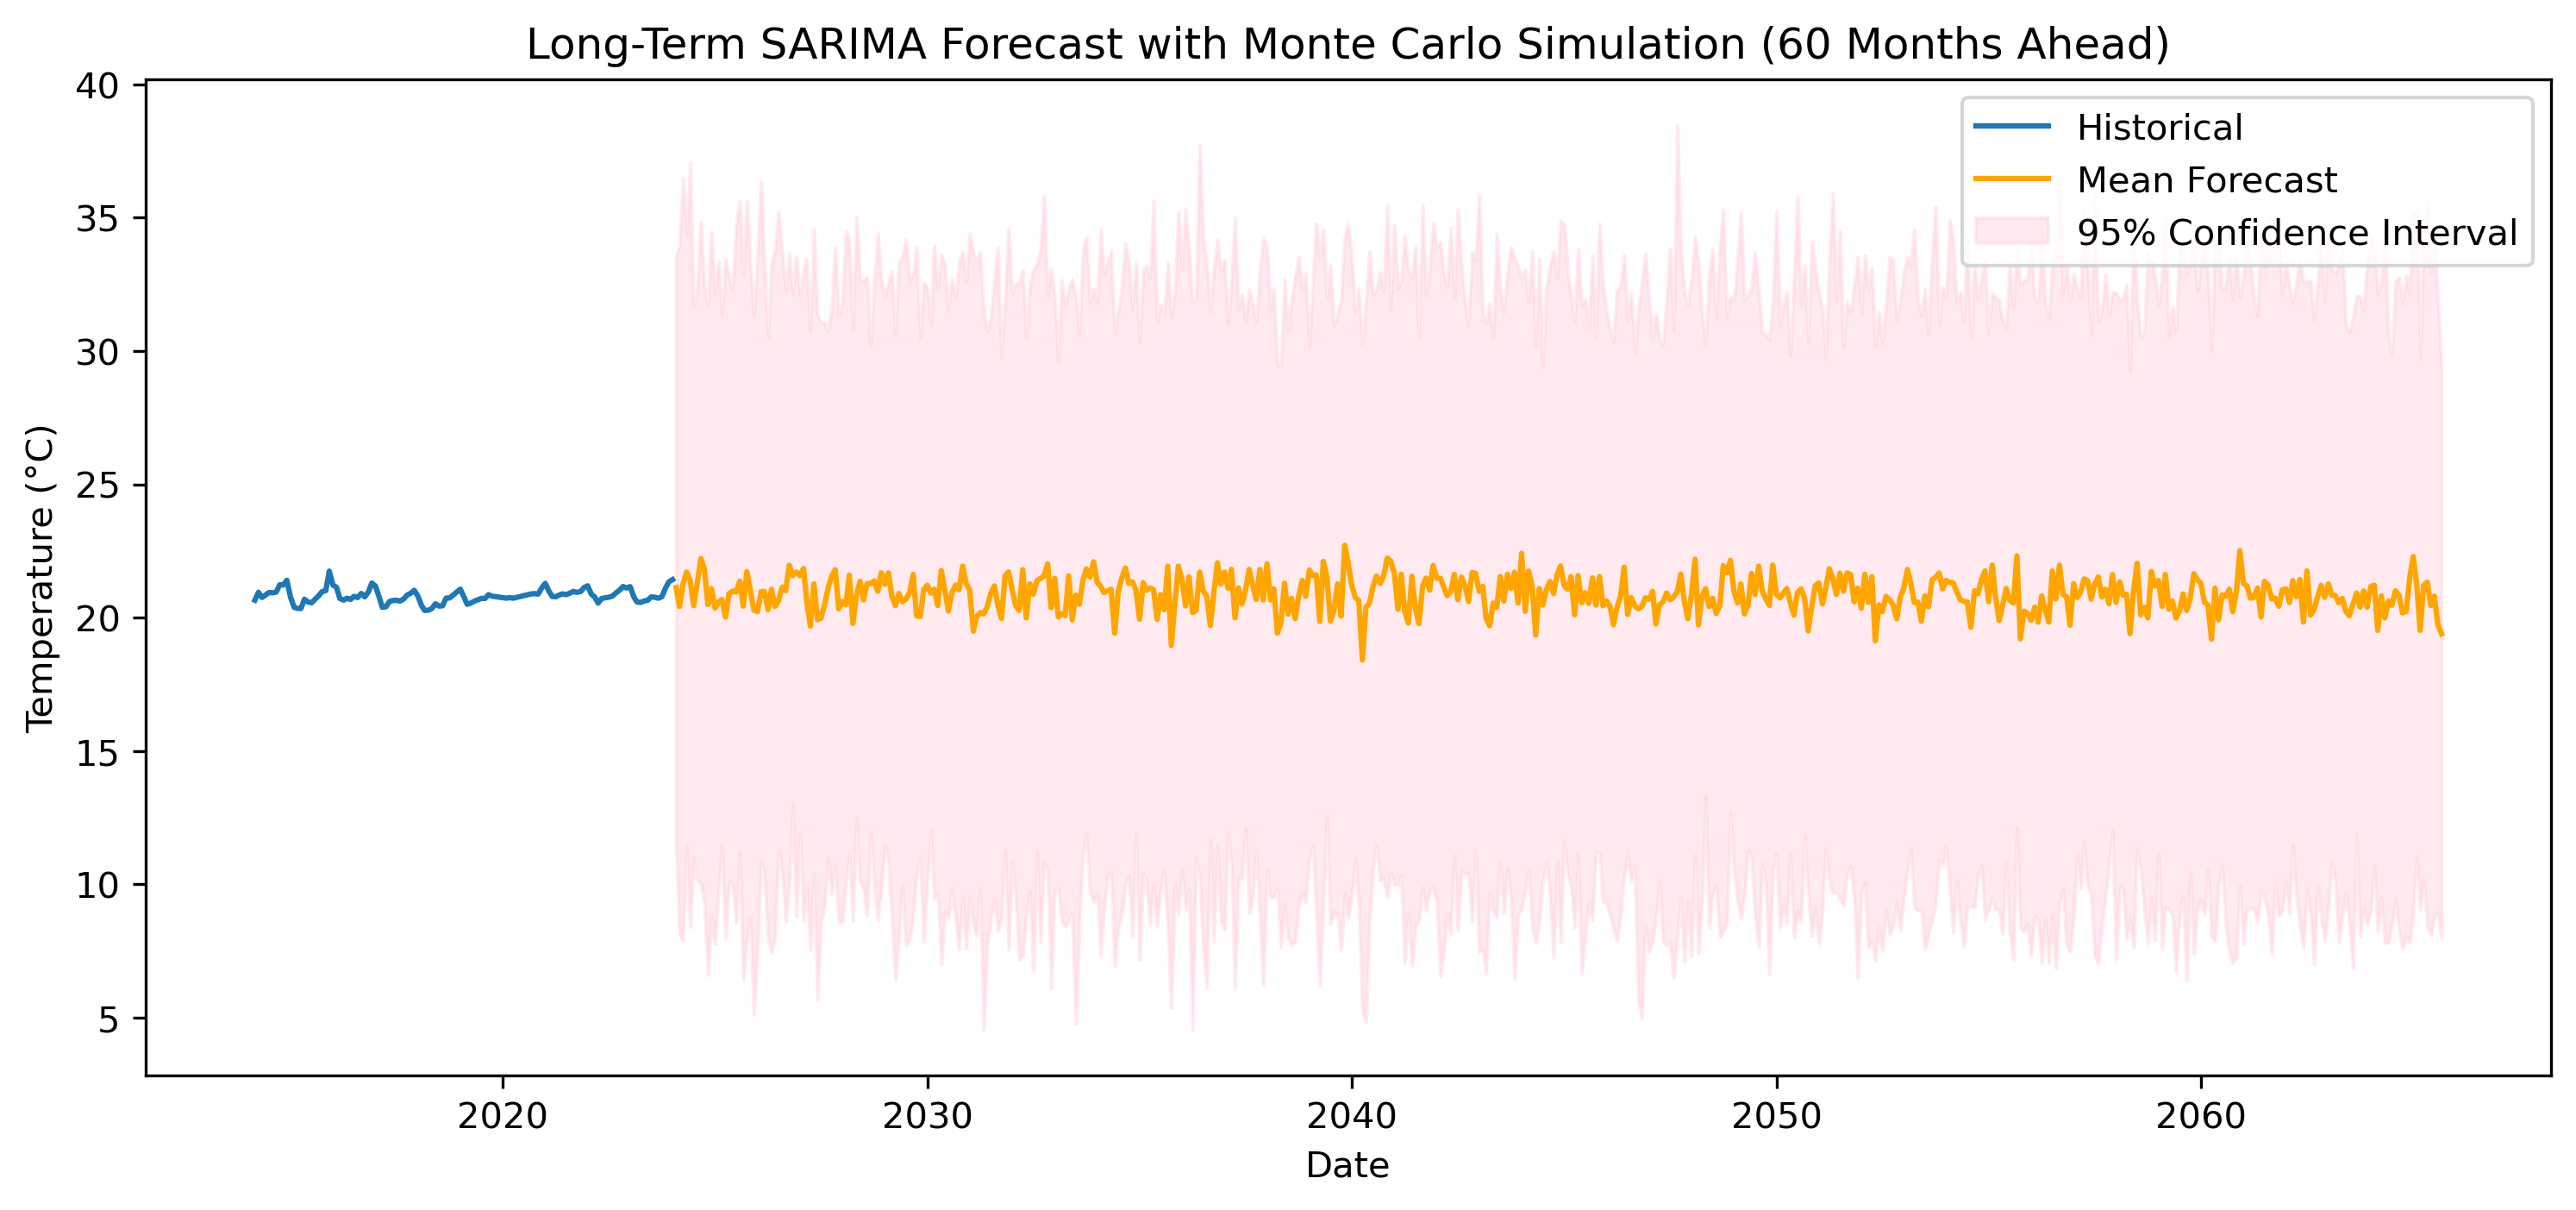 Long-Term SARIMA Forecast with Monte Carlo Simulation (60 Months Ahead)
40
35
30
25
20
15
10
5
Temperature (°C)
Historical
Mean Forecast
95% Confidence Interval
2020
2030
2040
2050
2060
Date